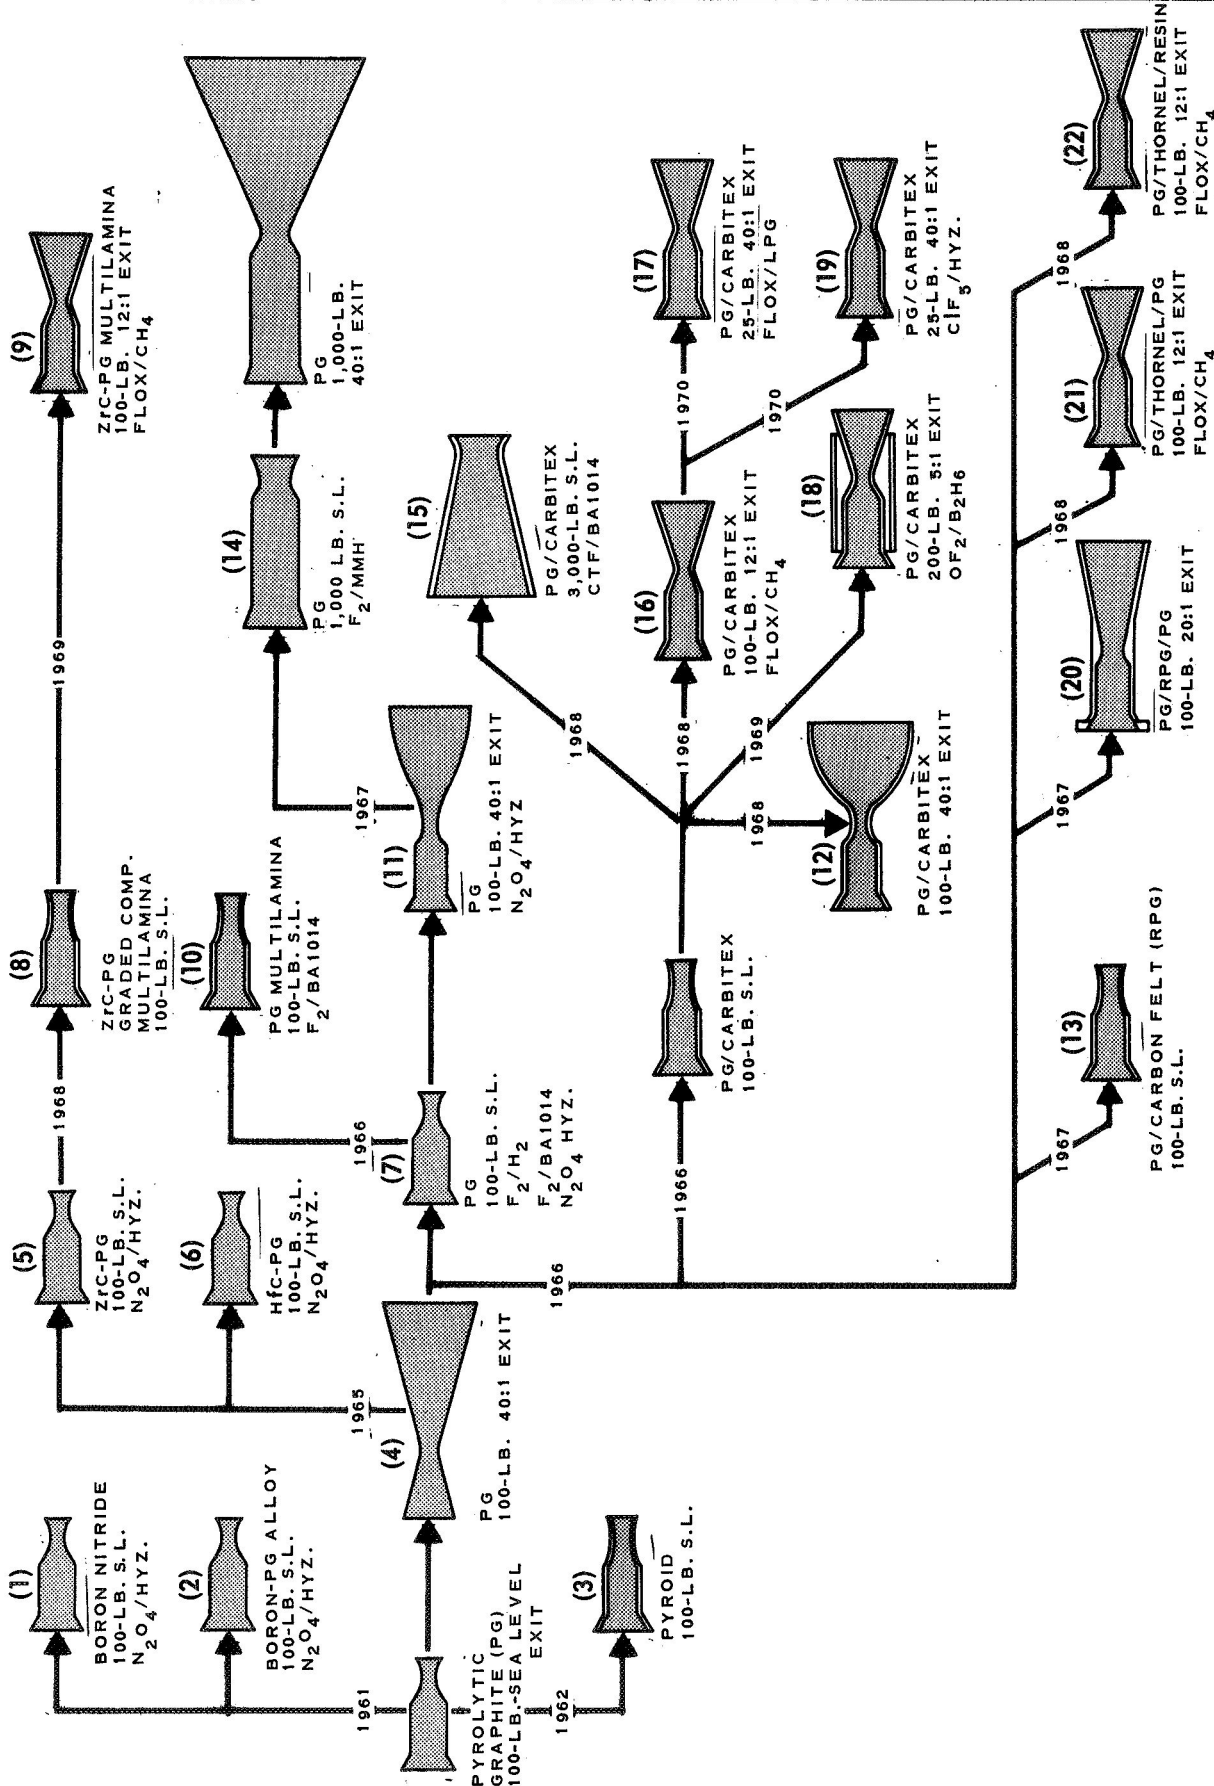 (1)
BORON NITRIDE
100-LB. S.L.
N2O4/HYZ.
(2)
BORON-PG ALLOY
100-LB. S.L.
N2O4/HYZ.
1961
PYROLYTIC
GRAPHITE (PG)
100-LB.-SEA LEVEL
EXIT
1962
(3)
PYROID
100-LB. S.L.
(4)
PG
100-LB. 40:1 EXIT
1965
(5)
ZrC-PG
100-LB. S.L.
N2O4/HYZ.
(6)
HfC-PG
100-LB. S.L.
N2O4/HYZ.
1968
(8)
ZrC-PG
GRADED COMP.
MULTILAMINA
100-LB. S.L.
1969
(9)
ZrC-PG MULTILAMINA
100-LB. 12:1 EXIT
FLOX/CH4
1966
(7)
PG
100-LB. S.L.
F2/H2
F2/BA1014
N2O4 HYZ.
1966
(10)
PG MULTILAMINA
100-LB. S.L.
F2/BA1014
(11)
PG
100-LB. 40:1 EXIT
N2O4/HYZ
1967
(14)
PG
1,000 LB. S.L.
F2/MMH
PG
1,000-LB.
40:1 EXIT
1966
PG/CARBITEX
100-LB. S.L.
1968
(15)
PG/CARBITEX
3,000-LB. S.L.
CTF/BA1014
1968
(16)
PG/CARBITEX
100-LB. 12:1 EXIT
FLOX/CH4
1970
(17)
PG/CARBITEX
25-LB. 40:1 EXIT
FLOX/LPG
1970
(19)
PG/CARBITEX
25-LB. 40:1 EXIT
ClF5/HYZ.
1969
(18)
PG/CARBITEX
200-LB. 5:1 EXIT
OF2/B2H6
1968
(12)
PG/CARBITEX
100-LB. 40:1 EXIT
1967
(13)
PG/CARBON FELT (RPG)
100-LB. S.L.
1967
(20)
PG/RPG/PG
100-LB. 20:1 EXIT
1968
(21)
PG/THORNEL/PG
100-LB. 12:1 EXIT
FLOX/CH4
1968
(22)
PG/THORNEL/RESIN
100-LB. 12:1 EXIT
FLOX/CH4